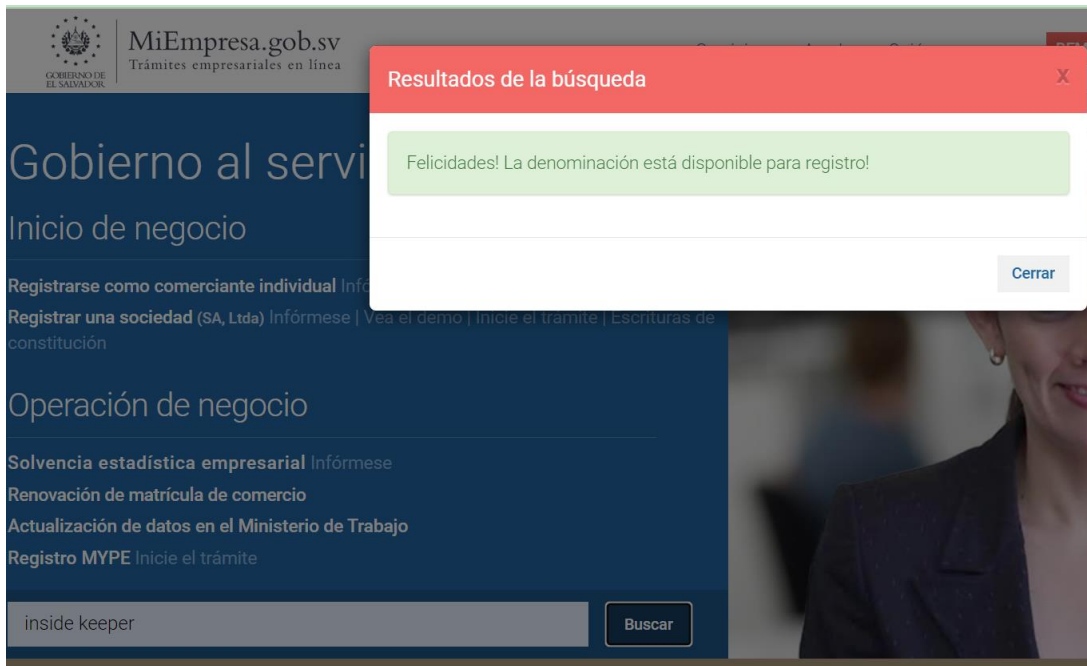 MiEmpresa.gob.sv
Trámites empresariales en línea
GOBIERNO DE
EL SALVADOR
Resultados de la búsqueda
X
Felicidades! La denominación está disponible para registro!
Cerrar
Gobierno al servi
Inicio de negocio
Registrarse como comerciante individual Infó
Registrar una sociedad (SA, Ltda) Infórmese | Vea el demo | Inicie el tramite | Escrituras de
constitución
Operación de negocio
Solvencia estadística empresarial Infórmese
Renovación de matrícula de comercio
Actualización de datos en el Ministerio de Trabajo
Registro MYPE Inicie el trámite
inside keeper
Buscar